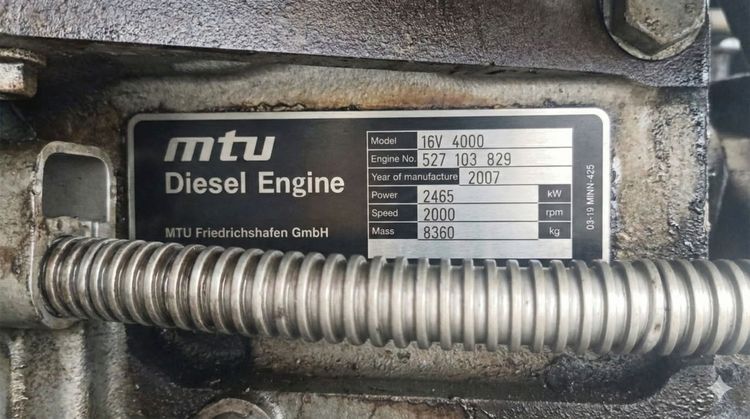 mtu
Diesel Engine
MTU Friedrichshafen GmbH
Model 16V 4000
Engine No. 527 103 829
Year of manufacture 2007
Power 2465 kW
Speed 2000 rpm
Mass 8360 kg
03-19 MINN-425